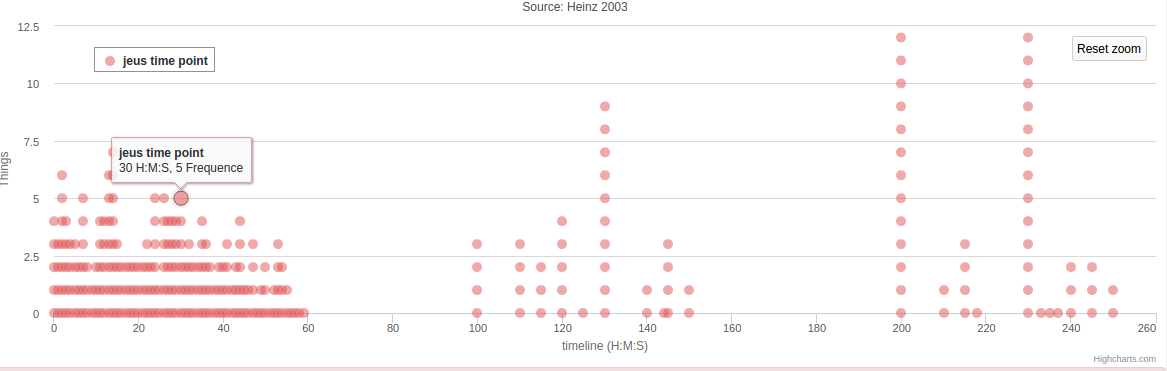 Source: Heinz 2003
12.5
jeus time point
Reset zoom
10
7.5
jeus time point
30 H:M:S, 5 Frequence
Things
5
2.5
0
0 20 40 60 80 100 120 140 160 180 200 220 240 260
timeline (H:M:S)
Highcharts.com